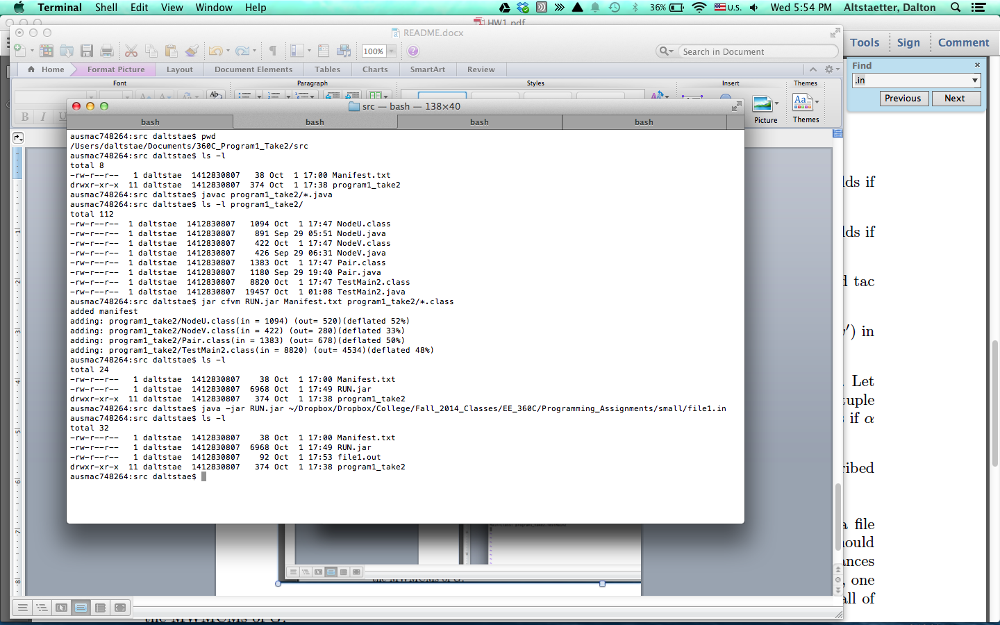 Terminal Shell Edit View Window Help 36% U.S. Wed 5:54 PM Altstaetter, Dalton
HW1.pdf
README.docx
100% Search in Document
Tools Sign Comment
Home Format Picture Layout Document Elements Tables Charts SmartArt Review
Find
.in
Previous Next
Font Paragraph Styles Insert Themes
B I U
Abc
Aa
Picture Themes
src — bash — 138×40
bash bash bash bash
ausmac748264:src daltstae$ pwd
/Users/daltstae/Documents/360C_Program1_Take2/src
ausmac748264:src daltstae$ ls -l
total 8
-rw-r--r--   1 daltstae  1412830807   38 Oct  1 17:00 Manifest.txt
drwxr-xr-x  11 daltstae  1412830807  374 Oct  1 17:38 program1_take2
ausmac748264:src daltstae$ javac program1_take2/*.java
ausmac748264:src daltstae$ ls -l program1_take2/
total 112
-rw-r--r--  1 daltstae  1412830807   1094 Oct  1 17:47 NodeU.class
-rw-r--r--  1 daltstae  1412830807    891 Sep 29 05:51 NodeU.java
-rw-r--r--  1 daltstae  1412830807    422 Oct  1 17:47 NodeV.class
-rw-r--r--  1 daltstae  1412830807    426 Sep 29 06:31 NodeV.java
-rw-r--r--  1 daltstae  1412830807   1383 Oct  1 17:47 Pair.class
-rw-r--r--  1 daltstae  1412830807   1180 Sep 29 19:40 Pair.java
-rw-r--r--  1 daltstae  1412830807   8820 Oct  1 17:47 TestMain2.class
-rw-r--r--  1 daltstae  1412830807  19457 Oct  1 01:08 TestMain2.java
ausmac748264:src daltstae$ jar cfvm RUN.jar Manifest.txt program1_take2/*.class
added manifest
adding: program1_take2/NodeU.class(in = 1094) (out= 520)(deflated 52%)
adding: program1_take2/NodeV.class(in = 422) (out= 280)(deflated 33%)
adding: program1_take2/Pair.class(in = 1383) (out= 678)(deflated 50%)
adding: program1_take2/TestMain2.class(in = 8820) (out= 4534)(deflated 48%)
ausmac748264:src daltstae$ ls -l
total 24
-rw-r--r--   1 daltstae  1412830807    38 Oct  1 17:00 Manifest.txt
-rw-r--r--   1 daltstae  1412830807  6968 Oct  1 17:49 RUN.jar
drwxr-xr-x  11 daltstae  1412830807   374 Oct  1 17:38 program1_take2
ausmac748264:src daltstae$ java -jar RUN.jar ~/Dropbox/Dropbox/College/Fall_2014_Classes/EE_360C/Programming_Assignments/small/file1.in
ausmac748264:src daltstae$ ls -l
total 32
-rw-r--r--   1 daltstae  1412830807    38 Oct  1 17:00 Manifest.txt
-rw-r--r--   1 daltstae  1412830807  6968 Oct  1 17:49 RUN.jar
-rw-r--r--   1 daltstae  1412830807    92 Oct  1 17:53 file1.out
drwxr-xr-x  11 daltstae  1412830807   374 Oct  1 17:38 program1_take2
ausmac748264:src daltstae$
lds if
lds if
d tac
′) in
. Let
tuple
s if α
ribed
a file
ould
ances
, one
all of
the MWMCMs of G.